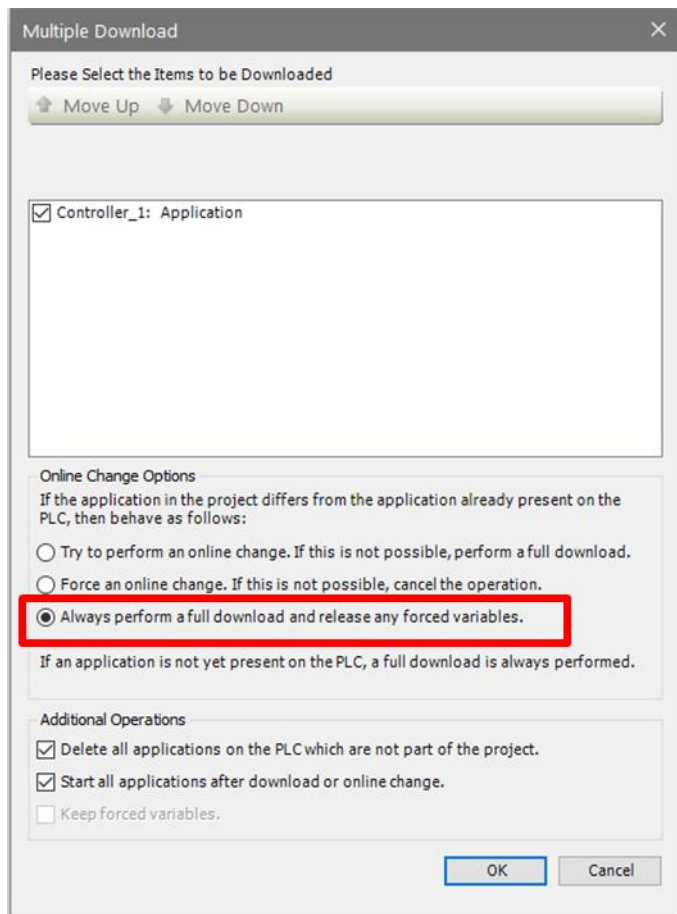 Multiple Download
Please Select the Items to be Downloaded
Move Up Move Down
Controller_1: Application
Online Change Options
If the application in the project differs from the application already present on the
PLC, then behave as follows:
Try to perform an online change. If this is not possible, perform a full download.
Force an online change. If this is not possible, cancel the operation.
Always perform a full download and release any forced variables.
If an application is not yet present on the PLC, a full download is always performed.
Additional Operations
Delete all applications on the PLC which are not part of the project.
Start all applications after download or online change.
Keep forced variables.
OK Cancel